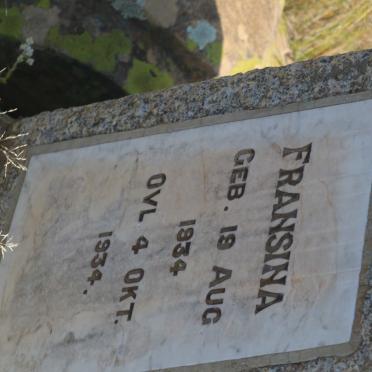 FRANSINA
GEB. 19 AUG
1934
OVL 4 OKT.
1934.